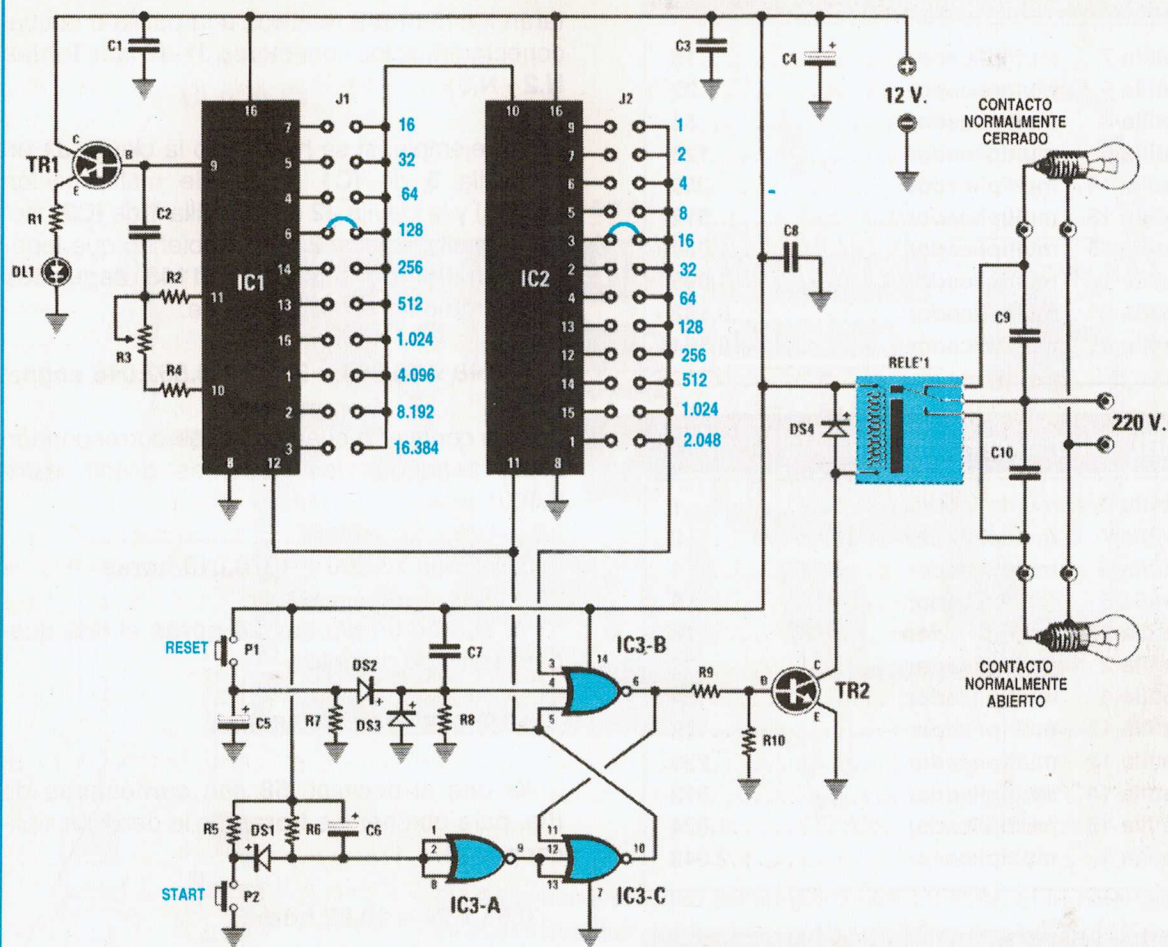 C1
C3
C4
+
12 V.
CONTACTO
NORMALMENTE
CERRADO
16
J1
10
16
J2
TR1
C
B
E
R1
DL1
C2
R2
R3
R4
9
11
10
IC1
7 16
5 32
4 64
6 128
14 256
13 512
15 1.024
1 4.096
2 8.192
3 16.384
8
12
IC2
9 1
7 2
6 4
5 8
3 16
2 32
4 64
13 128
12 256
14 512
15 1.024
1 2.048
11
8
C8
C9
RELE'1
DS4
220 V.
C10
RESET
P1
C5
R7
DS2
DS3
C7
R8
3
4
5
14
IC3-B
6
R9
R10
B
C
E
TR2
CONTACTO
NORMALMENTE
ABIERTO
R5
DS1
R6
C6
START
P2
1
2
8
9
IC3-A
11
12
13
10
7
IC3-C